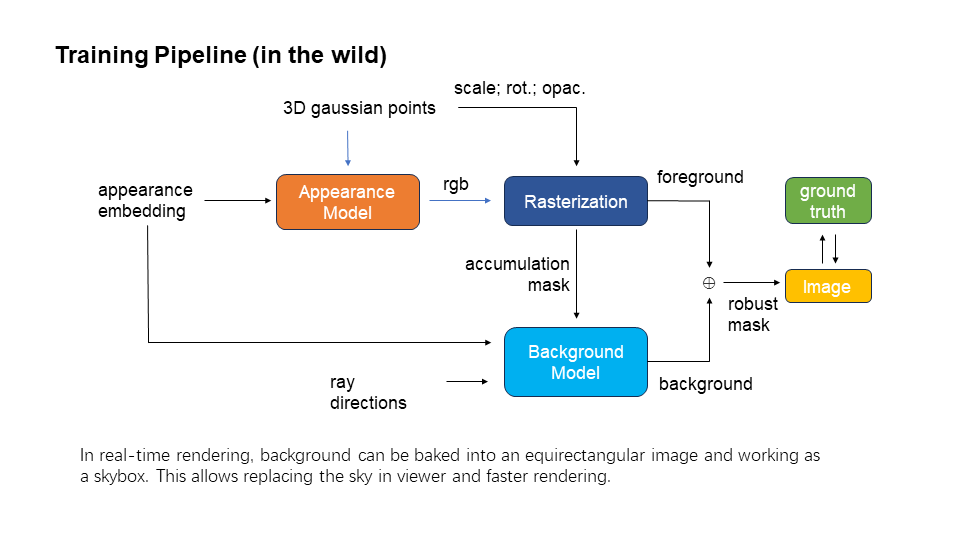 Training Pipeline (in the wild)
scale; rot.; opac.
3D gaussian points
appearance
embedding
Appearance
Model
rgb
Rasterization
foreground
ground
truth
accumulation
mask
⊕
robust
mask
Image
Background
Model
background
ray
directions
In real-time rendering, background can be baked into an equirectangular image and working as
a skybox. This allows replacing the sky in viewer and faster rendering.